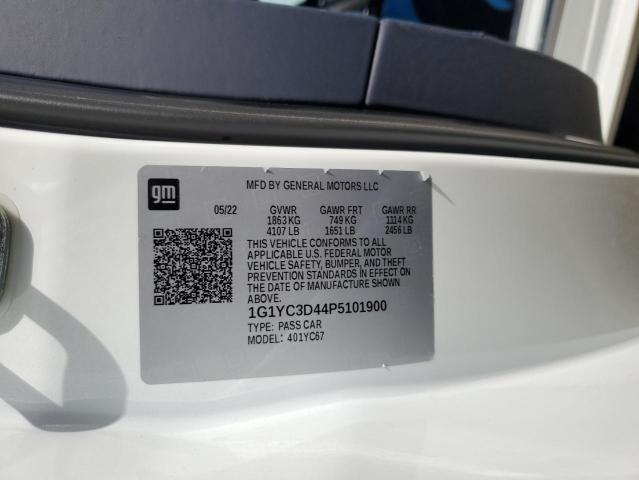 gm
MFD BY GENERAL MOTORS LLC
05/22 GVWR GAWR FRT GAWR RR
1863 KG 749 KG 1114 KG
4107 LB 1651 LB 2456 LB
THIS VEHICLE CONFORMS TO ALL
APPLICABLE U.S. FEDERAL MOTOR
VEHICLE SAFETY, BUMPER, AND THEFT
PREVENTION STANDARDS IN EFFECT ON
THE DATE OF MANUFACTURE SHOWN
ABOVE.
1G1YC3D44P5101900
TYPE: PASS CAR
MODEL: 401YC67